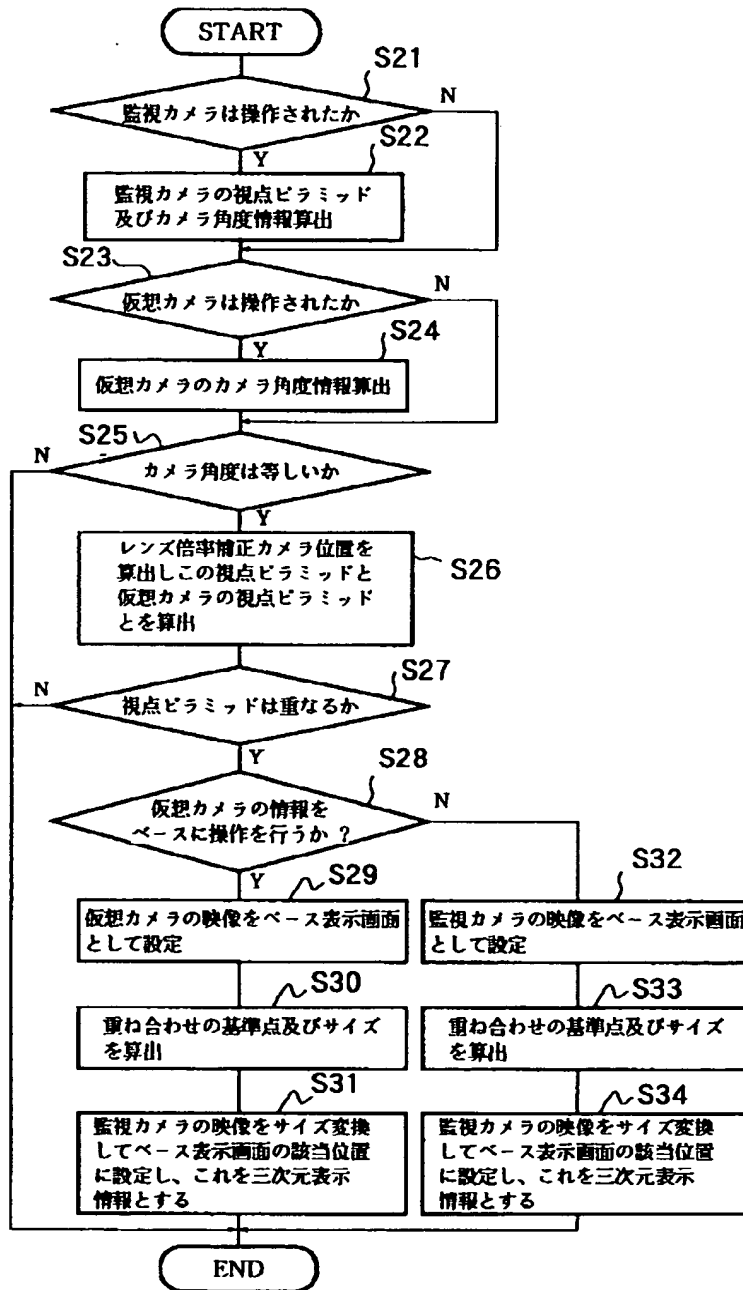 START
S21
監視カメラは操作されたか
N
Y
S22
監視カメラの視点ピラミッド
及びカメラ角度情報算出
S23
仮想カメラは操作されたか
N
Y
S24
仮想カメラのカメラ角度情報算出
S25
N
カメラ角度は等しいか
Y
S26
レンズ倍率補正カメラ位置を
算出しこの視点ピラミッドと
仮想カメラの視点ピラミッド
とを算出
S27
N
視点ピラミッドは重なるか
Y
S28
仮想カメラの情報を
ベースに操作を行うか?
N
Y
S29
仮想カメラの映像をベース表示画面
として設定
S30
重ね合わせの基準点及びサイズ
を算出
S31
監視カメラの映像をサイズ変換
してベース表示画面の該当位置
に設定し、これを三次元表示
情報とする
S32
監視カメラの映像をベース表示画面
として設定
S33
重ね合わせの基準点及びサイズ
を算出
S34
監視カメラの映像をサイズ変換
してベース表示画面の該当位置
に設定し、これを三次元表示
情報とする
END